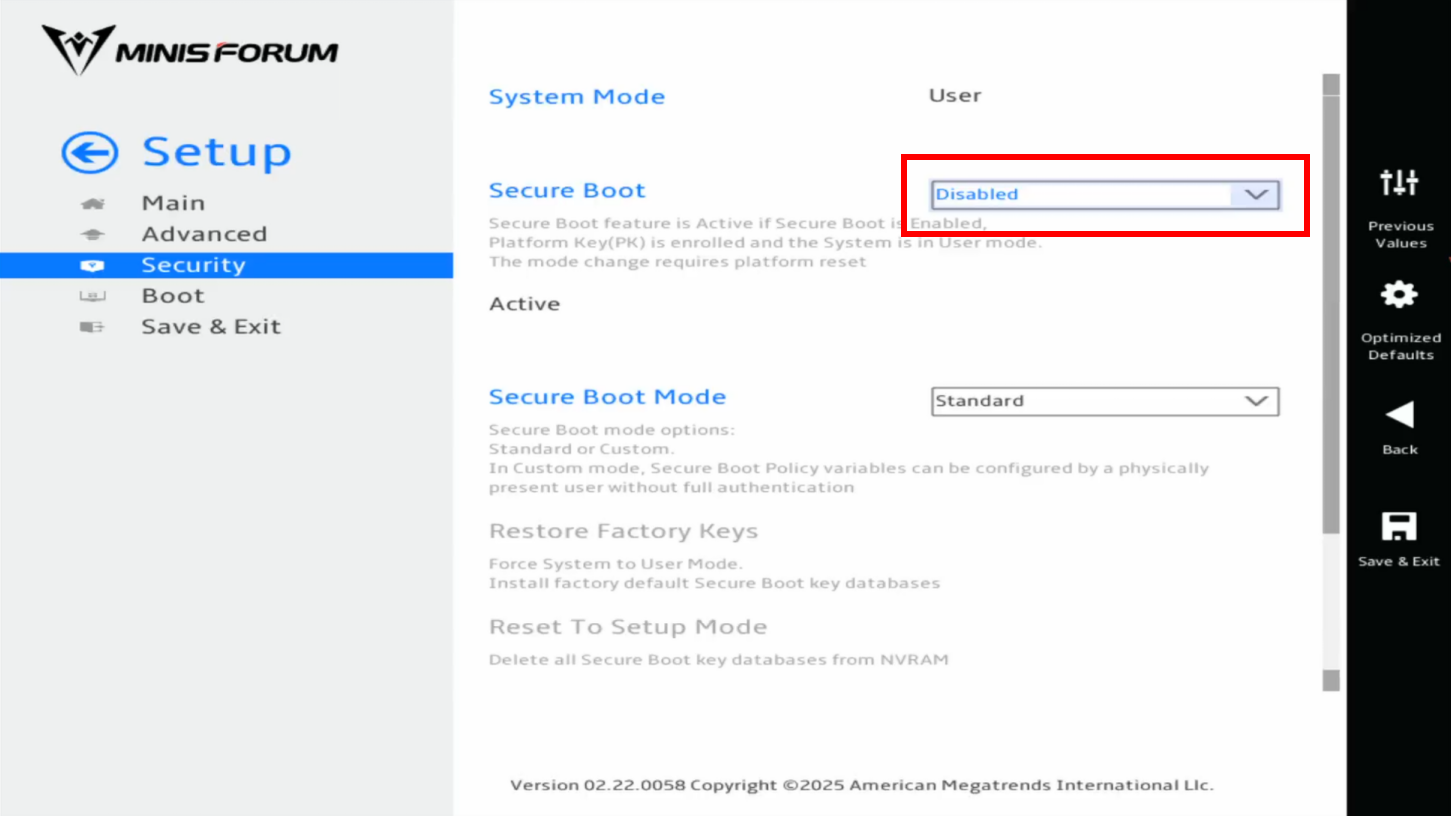 MINISFORUM
Setup
Main
Advanced
Security
Boot
Save & Exit
System Mode User
Secure Boot Disabled
Secure Boot feature is Active if Secure Boot is Enabled,
Platform Key(PK) is enrolled and the System is in User mode.
The mode change requires platform reset
Active
Secure Boot Mode Standard
Secure Boot mode options:
Standard or Custom.
In Custom mode, Secure Boot Policy variables can be configured by a physically
present user without full authentication
Restore Factory Keys
Force System to User Mode.
Install factory default Secure Boot key databases
Reset To Setup Mode
Delete all Secure Boot key databases from NVRAM
Version 02.22.0058 Copyright ©2025 American Megatrends International Llc.
Previous
Values
Optimized
Defaults
Back
Save & Exit